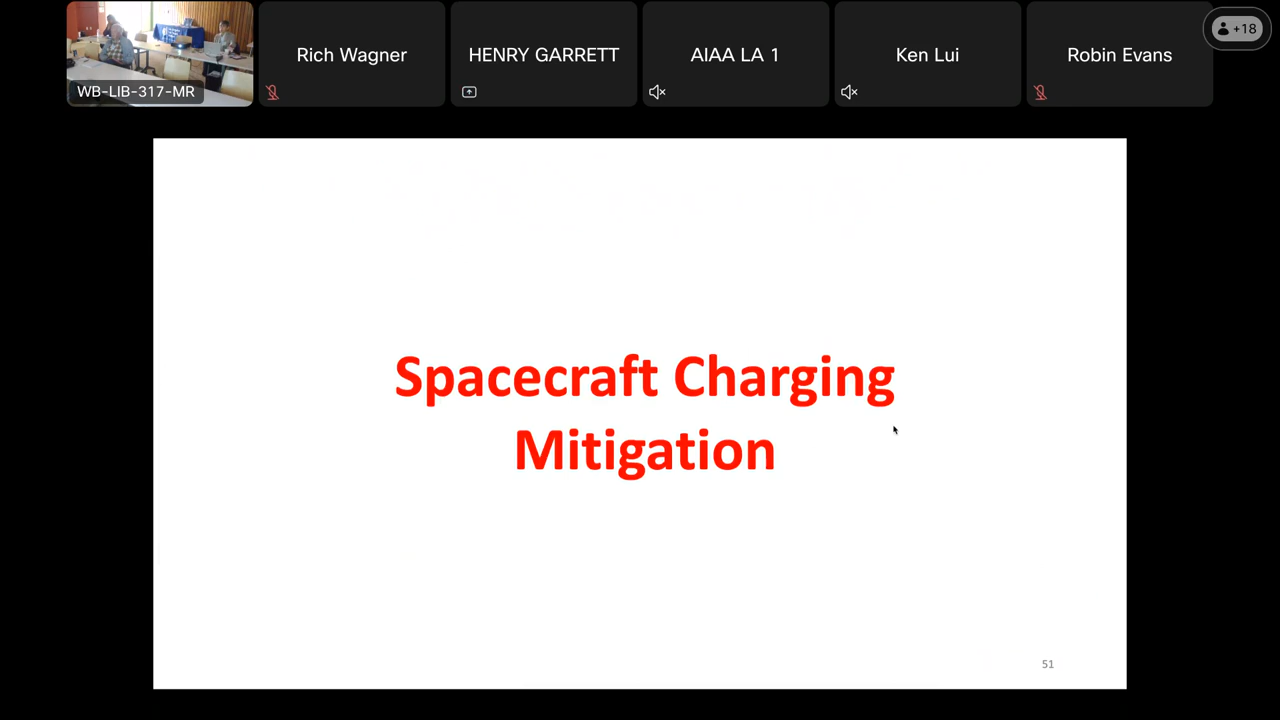 WB-LIB-317-MR
Rich Wagner
HENRY GARRETT
AIAA LA 1
Ken Lui
Robin Evans
+18
Spacecraft Charging
Mitigation
51